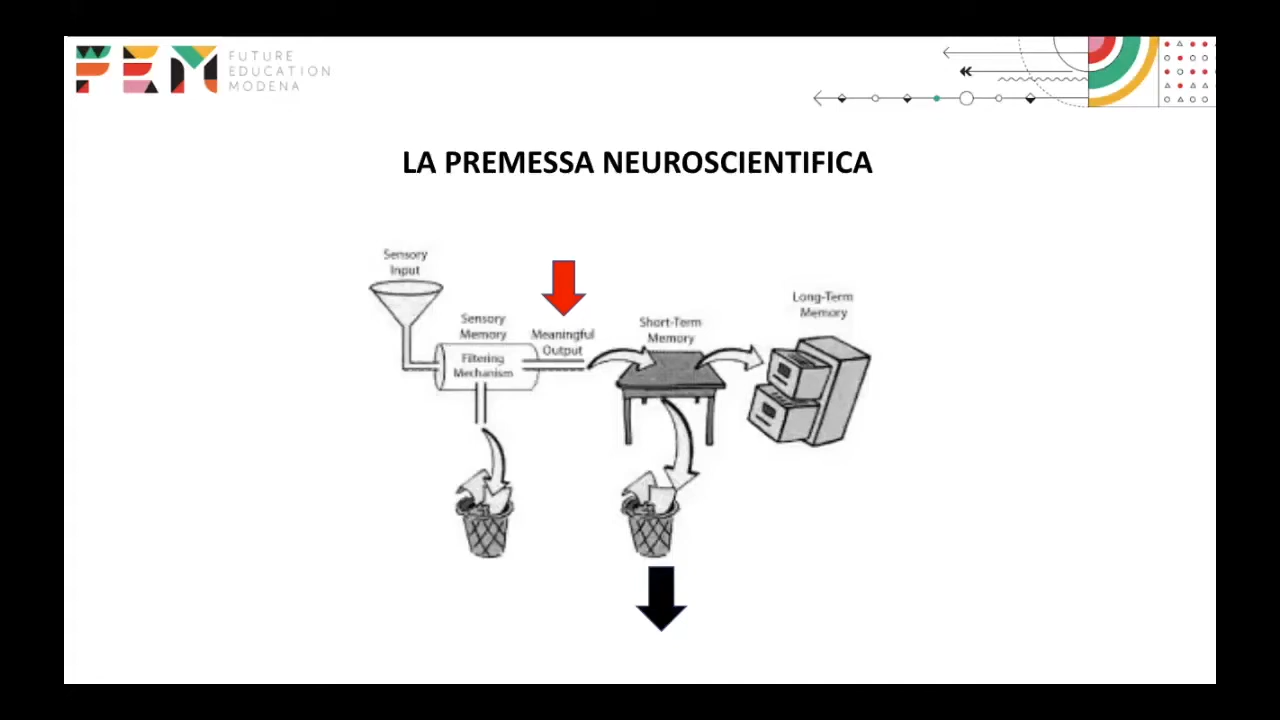 FEM
FUTURE
EDUCATION
MODENA
LA PREMESSA NEUROSCIENTIFICA
Sensory
Input
Sensory
Memory
Filtering
Mechanism
Meaningful
Output
Short-Term
Memory
Long-Term
Memory